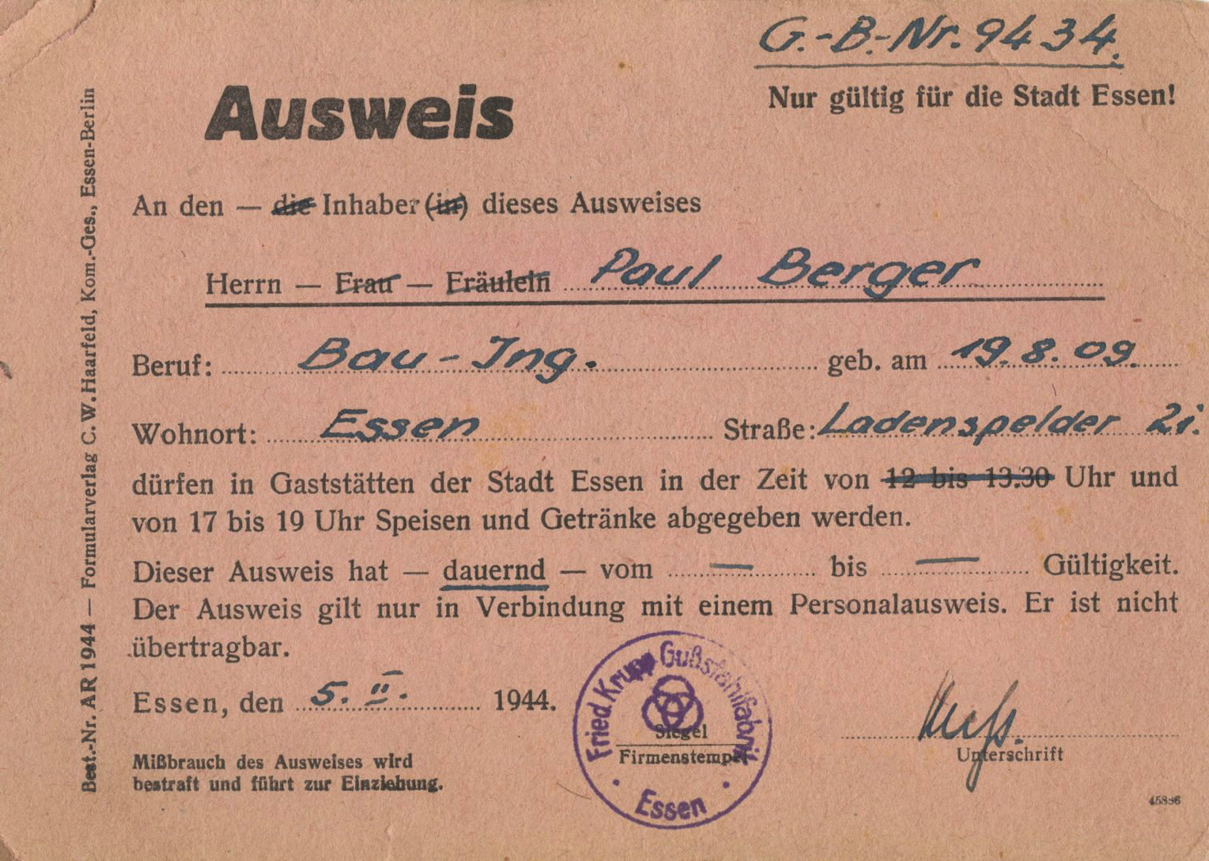 G.-B-Nr. 9434.
Nur gültig für die Stadt Essen!
Ausweis
An den — die Inhaber (in) dieses Ausweises
Herrn — Frau — Fräulein Paul Berger
Beruf: Bau-Ing. geb. am 19.8.09.
Wohnort: Essen Straße: Ladenspelder 21.
dürfen in Gaststätten der Stadt Essen in der Zeit von 12 bis 13.30 Uhr und
von 17 bis 19 Uhr Speisen und Getränke abgegeben werden.
Dieser Ausweis hat — dauernd — vom — bis — Gültigkeit.
Der Ausweis gilt nur in Verbindung mit einem Personalausweis. Er ist nicht
übertragbar.
Essen, den 5. II. 1944.
Fried Krupp Gußstahlfabrik
Essen
Siegel
Firmenstempel
Unterschrift
Mißbrauch des Ausweises wird
bestraft und führt zur Einziehung.
Best.-Nr. AR 1944 — Formularverlag C. W. Haarfeld, Kom.-Ges., Essen-Berlin